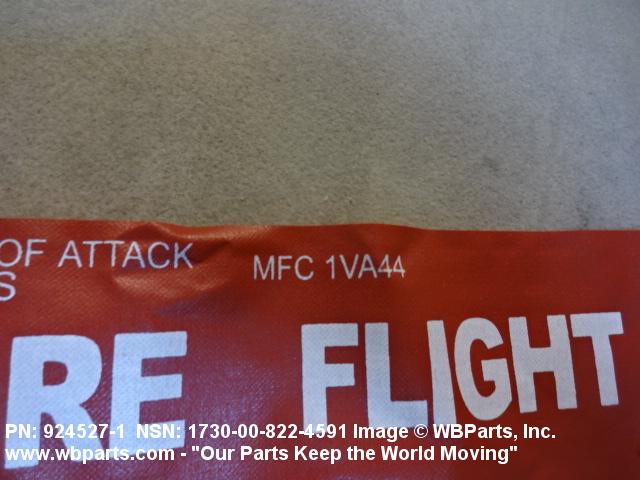 OF ATTACK MFC 1VA44
S
RE FLIGHT
PN: 924527-1 NSN: 1730-00-822-4591 Image © WBParts, Inc.
www.wbparts.com - "Our Parts Keep the World Moving"